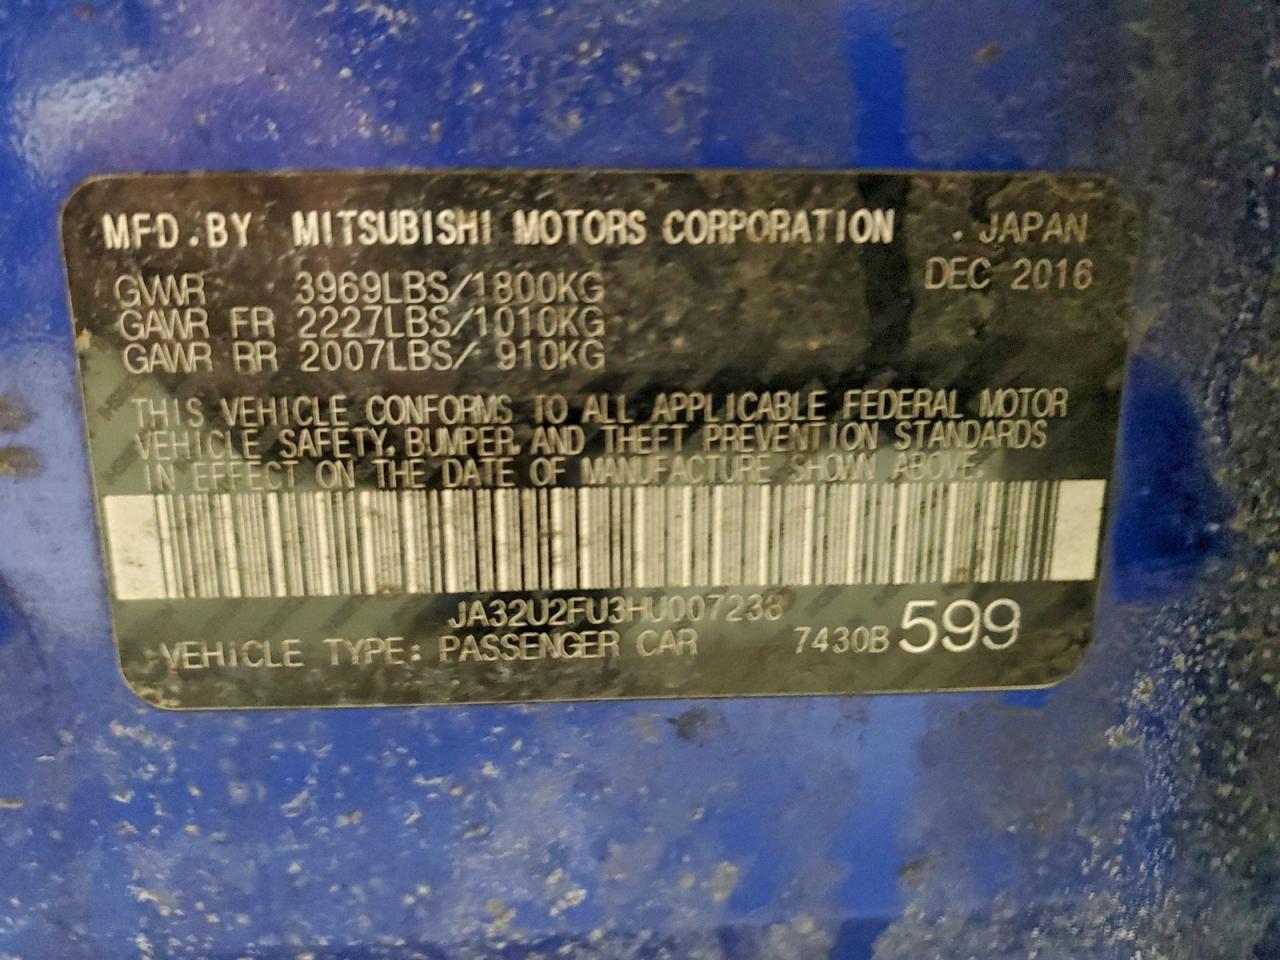 MFD.BY MITSUBISHI MOTORS CORPORATION . JAPAN
DEC 2016
GVWR 3969LBS/1800KG
GAWR FR 2227LBS/1010KG
GAWR RR 2007LBS/ 910KG
THIS VEHICLE CONFORMS TO ALL APPLICABLE FEDERAL MOTOR
VEHICLE SAFETY, BUMPER, AND THEFT PREVENTION STANDARDS
IN EFFECT ON THE DATE OF MANUFACTURE SHOWN ABOVE.
JA32U2FU3HU007238
VEHICLE TYPE: PASSENGER CAR 7430B 599